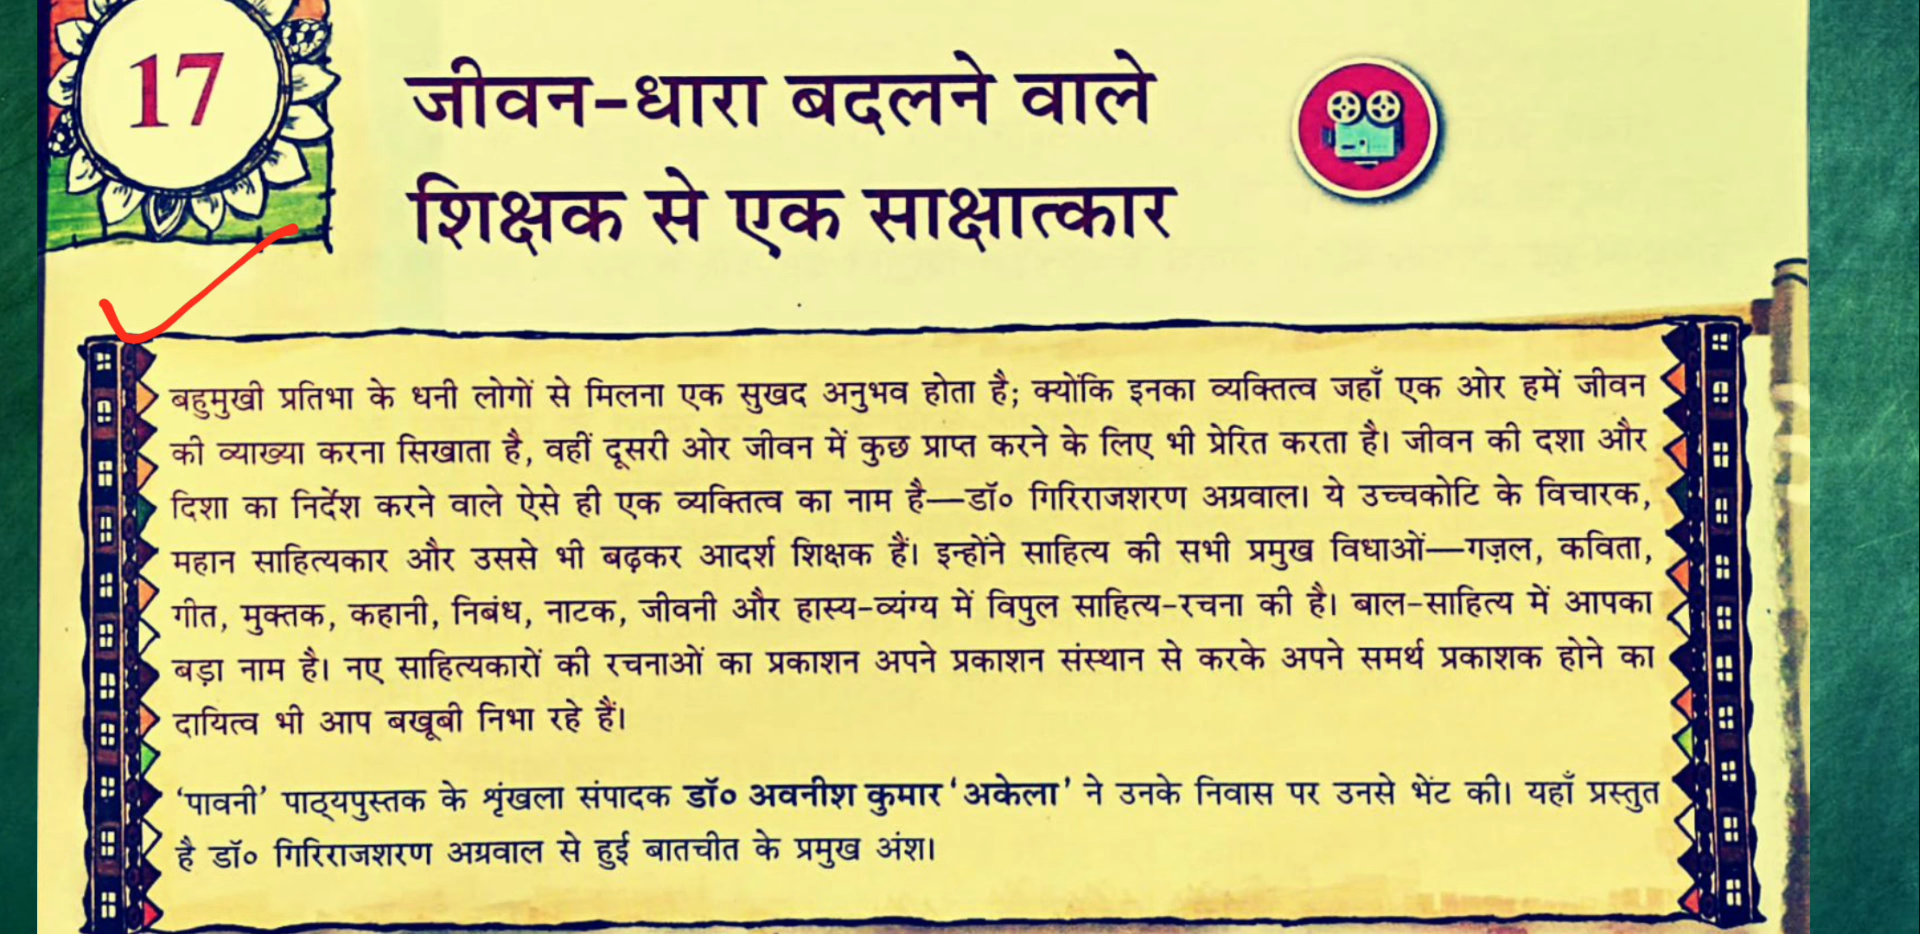 17
जीवन-धारा बदलने वाले
शिक्षक से एक साक्षात्कार
बहुमुखी प्रतिभा के धनी लोगों से मिलना एक सुखद अनुभव होता है; क्योंकि इनका व्यक्तित्व जहाँ एक ओर हमें जीवन
की व्याख्या करना सिखाता है, वहीं दूसरी ओर जीवन में कुछ प्राप्त करने के लिए भी प्रेरित करता है। जीवन की दशा और
दिशा का निर्देश करने वाले ऐसे ही एक व्यक्तित्व का नाम है—डॉ० गिरिराजशरण अग्रवाल। ये उच्चकोटि के विचारक,
महान साहित्यकार और उससे भी बढ़कर आदर्श शिक्षक हैं। इन्होंने साहित्य की सभी प्रमुख विधाओं—गज़ल, कविता,
गीत, मुक्तक, कहानी, निबंध, नाटक, जीवनी और हास्य-व्यंग्य में विपुल साहित्य-रचना की है। बाल-साहित्य में आपका
बड़ा नाम है। नए साहित्यकारों की रचनाओं का प्रकाशन अपने प्रकाशन संस्थान से करके अपने समर्थ प्रकाशक होने का
दायित्व भी आप बखूबी निभा रहे हैं।
‘पावनी’ पाठ्यपुस्तक के शृंखला संपादक डॉ० अवनीश कुमार ‘अकेला’ ने उनके निवास पर उनसे भेंट की। यहाँ प्रस्तुत
है डॉ० गिरिराजशरण अग्रवाल से हुई बातचीत के प्रमुख अंश।